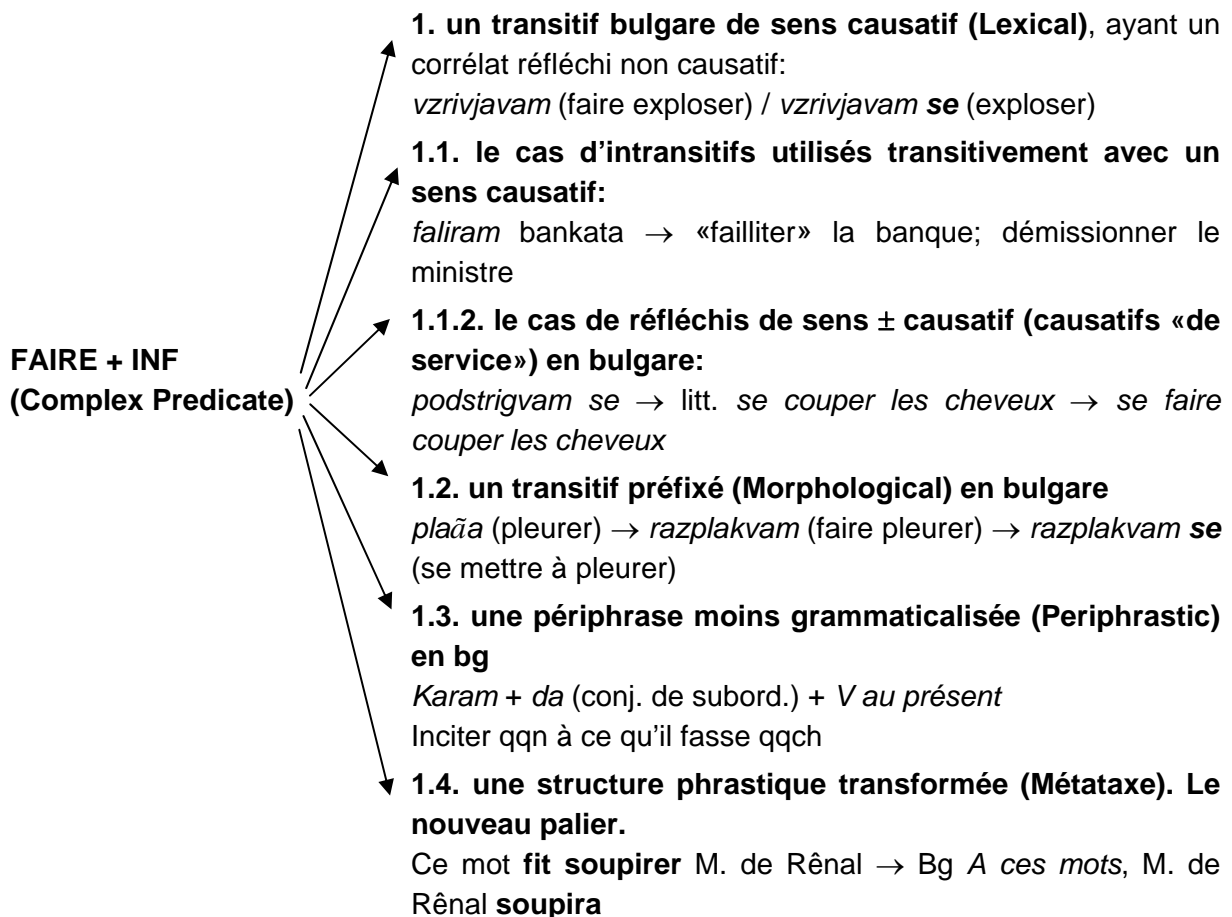 1. un transitif bulgare de sens causatif (Lexical), ayant un
corrélat réfléchi non causatif:
vzrivjavam (faire exploser) / vzrivjavam se (exploser)
1.1. le cas d’intransitifs utilisés transitivement avec un
sens causatif:
faliram bankata → «failliter» la banque; démissionner le
ministre
1.1.2. le cas de réfléchis de sens ± causatif (causatifs «de
service») en bulgare:
podstrigvam se → litt. se couper les cheveux → se faire
couper les cheveux
FAIRE + INF
(Complex Predicate)
1.2. un transitif préfixé (Morphological) en bulgare
plaãa (pleurer) → razplakvam (faire pleurer) → razplakvam se
(se mettre à pleurer)
1.3. une périphrase moins grammaticalisée (Periphrastic)
en bg
Karam + da (conj. de subord.) + V au présent
Inciter qqn à ce qu'il fasse qqch
1.4. une structure phrastique transformée (Métataxe). Le
nouveau palier.
Ce mot fit soupirer M. de Rênal → Bg A ces mots, M. de
Rênal soupira